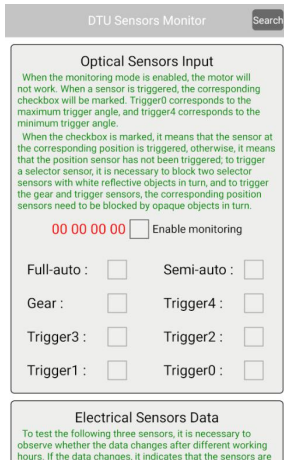 DTU Sensors Monitor
Search
Optical Sensors Input
When the monitoring mode is enabled, the motor will
not work. When a sensor is triggered, the corresponding
checkbox will be marked. Trigger0 corresponds to the
maximum trigger angle, and trigger4 corresponds to the
minimum trigger angle.
When the checkbox is marked, it means that the sensor at
the corresponding position is triggered, otherwise, it means
that the position sensor has not been triggered; to trigger
a selector sensor, it is necessary to block two selector
sensors with white reflective objects in turn, and to trigger
the gear and trigger sensors, the corresponding position
sensors need to be blocked by opaque objects in turn.
00 00 00 00 Enable monitoring
Full-auto : Semi-auto :
Gear : Trigger4 :
Trigger3 : Trigger2 :
Trigger1 : Trigger0 :
Electrical Sensors Data
To test the following three sensors, it is necessary to
observe whether the data changes after different working
hours. If the data changes, it indicates that the sensors are